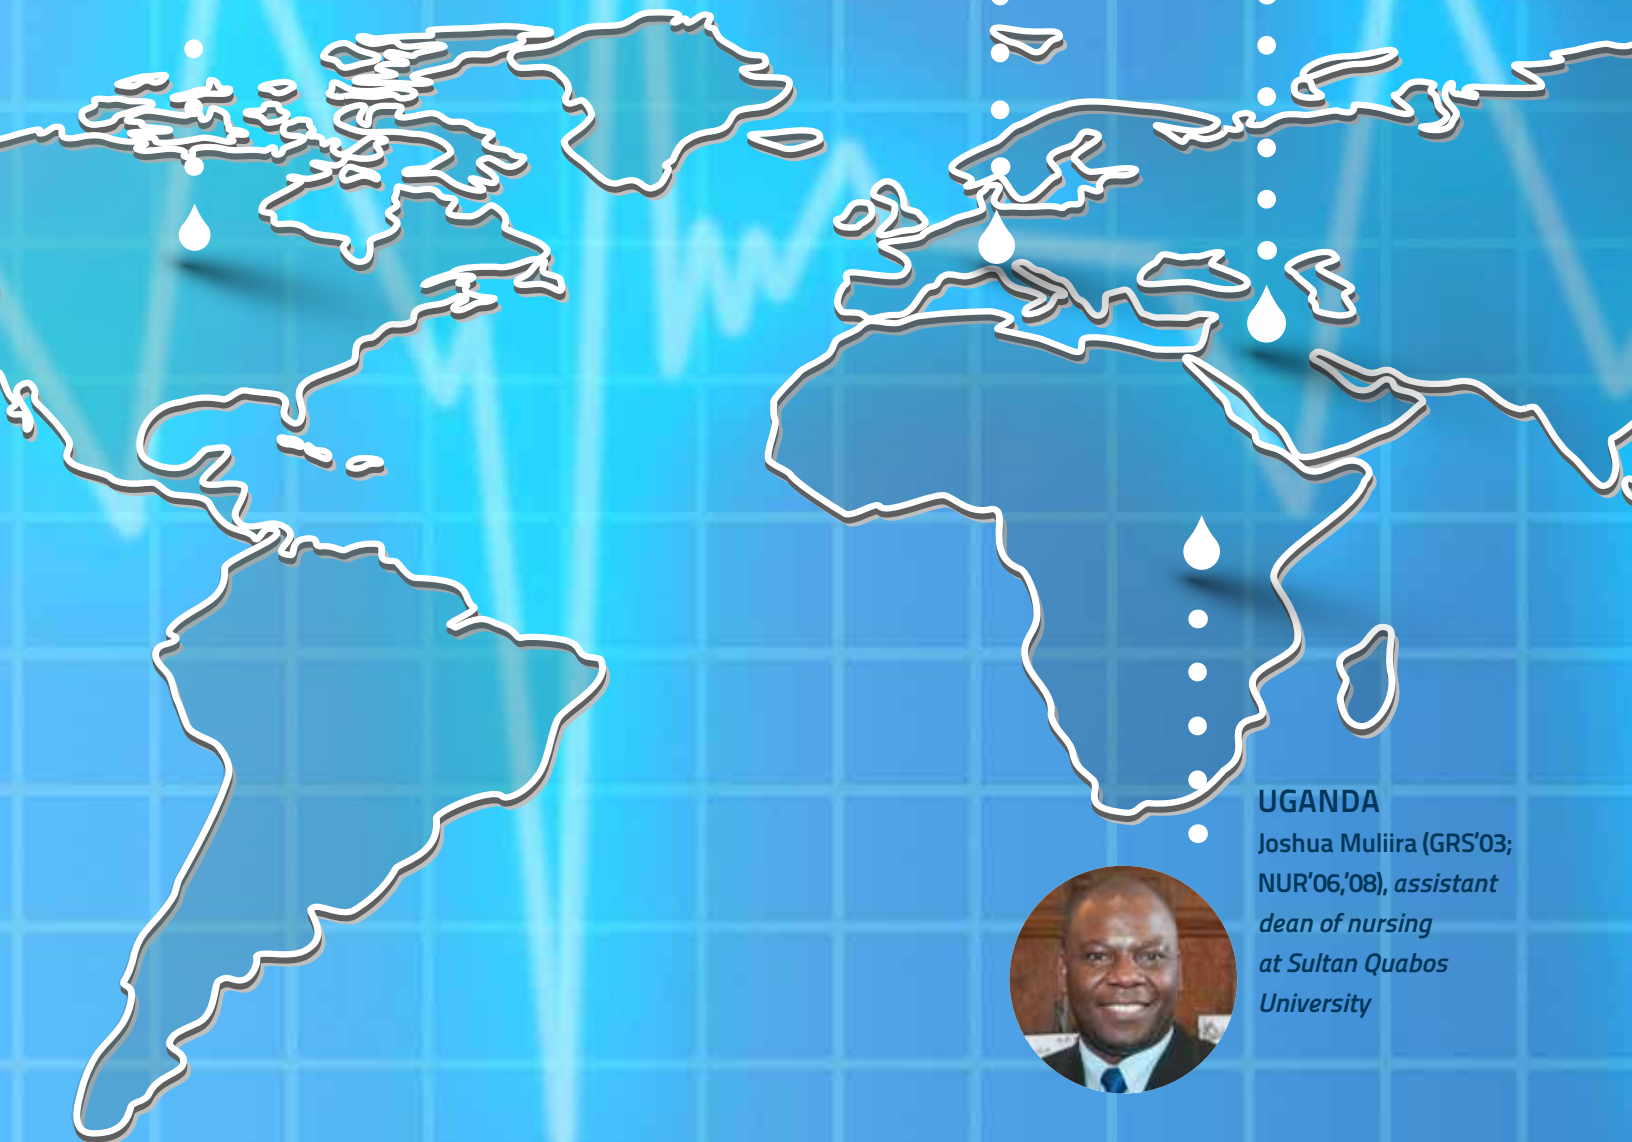 UGANDA
Joshua Muliira (GRS'03;
NUR'06,'08), assistant
dean of nursing
at Sultan Quabos
University